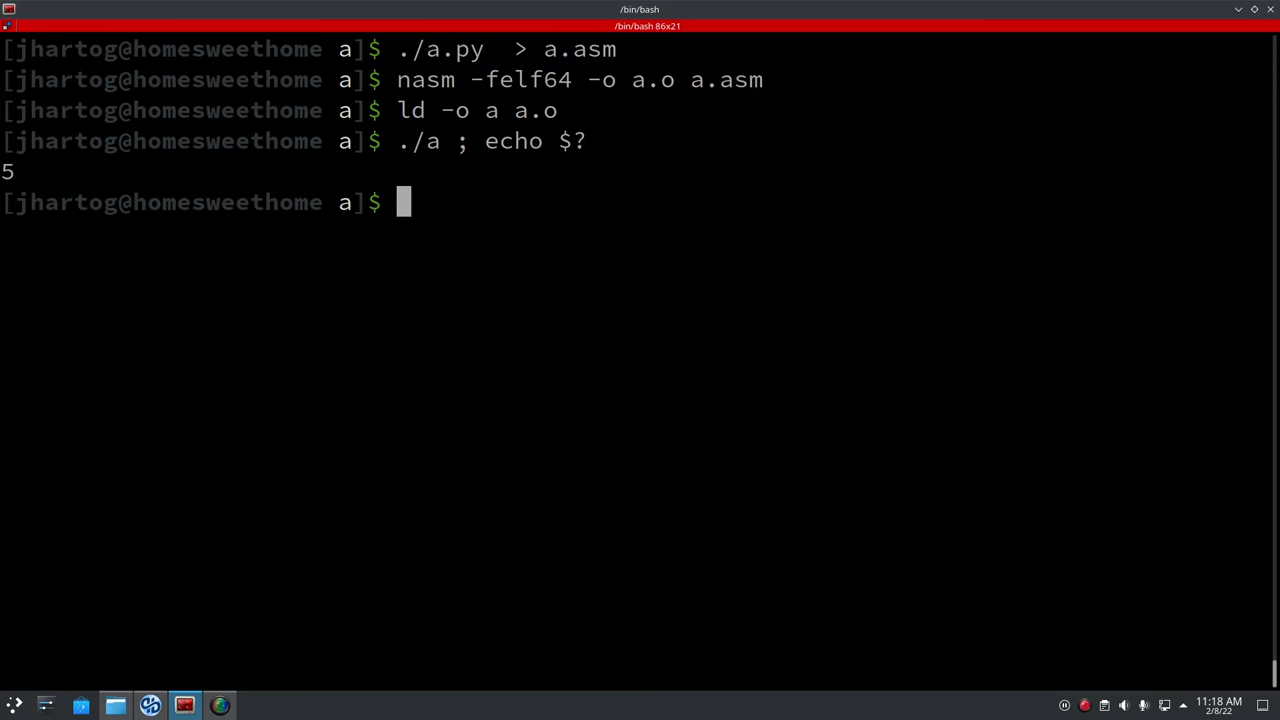 /bin/bash
/bin/bash 86x21
[jhartog@homesweethome a]$ ./a.py  > a.asm
[jhartog@homesweethome a]$ nasm -felf64 -o a.o a.asm
[jhartog@homesweethome a]$ ld -o a a.o
[jhartog@homesweethome a]$ ./a ; echo $?
5
[jhartog@homesweethome a]$
11:18 AM
2/8/22